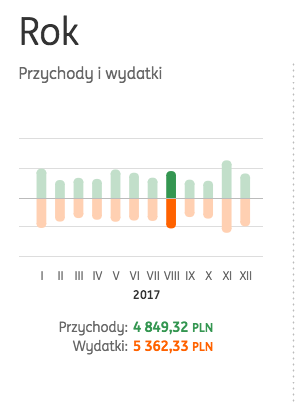 Rok
Przychody i wydatki
I II III IV V VI VII VIII IX X XI XII
2017
Przychody: 4 849,32 PLN
Wydatki: 5 362,33 PLN